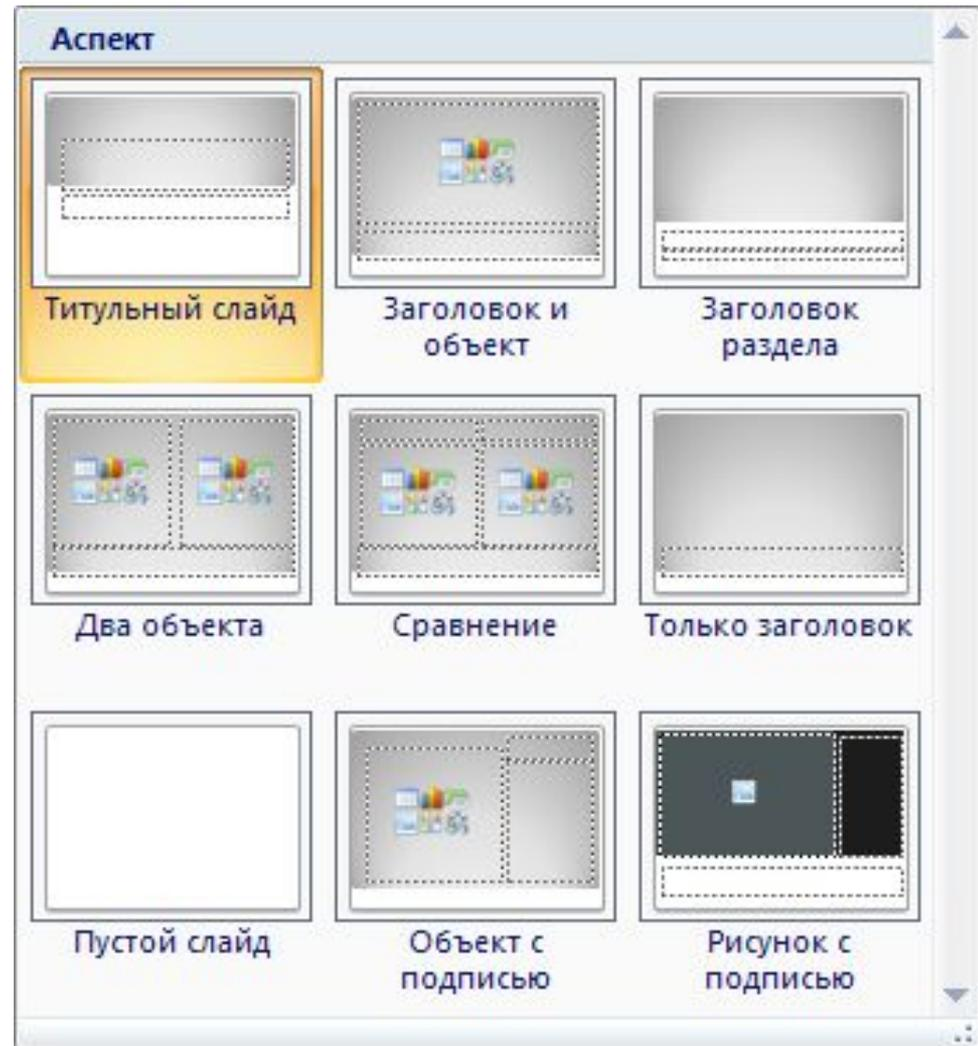 Аспект
Титульный слайд
Заголовок и
объект
Заголовок
раздела
Два объекта
Сравнение
Только заголовок
Пустой слайд
Объект с
подписью
Рисунок с
подписью